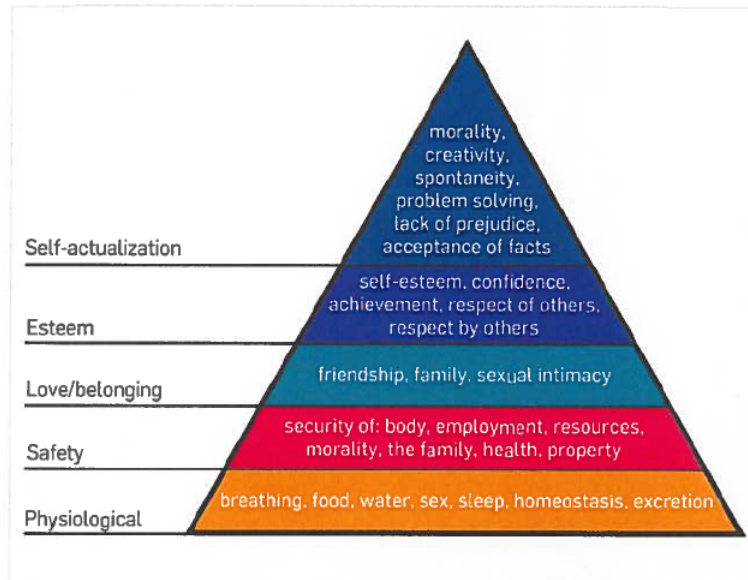 morality,
creativity,
spontaneity,
problem solving,
lack of prejudice,
acceptance of facts
Self-actualization
self-esteem, confidence,
achievement, respect of others,
respect by others
Esteem
friendship, family, sexual intimacy
Love/belonging
security of: body, employment, resources,
morality, the family, health, property
Safety
breathing, food, water, sex, sleep, homeostasis, excretion
Physiological